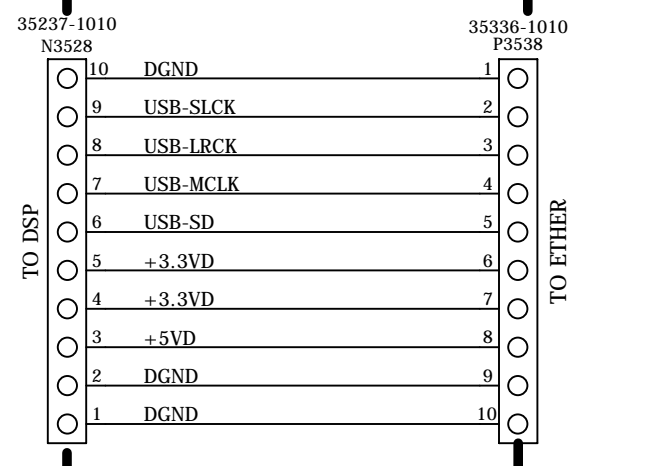 35237-1010
35336-1010
N3528
P3538
10 DGND 1
9 USB-SLCK 2
8 USB-LRCK 3
7 USB-MCLK 4
6 USB-SD 5
5 +3.3VD 6
4 +3.3VD 7
3 +5VD 8
2 DGND 9
1 DGND 10
TO DSP
TO ETHER